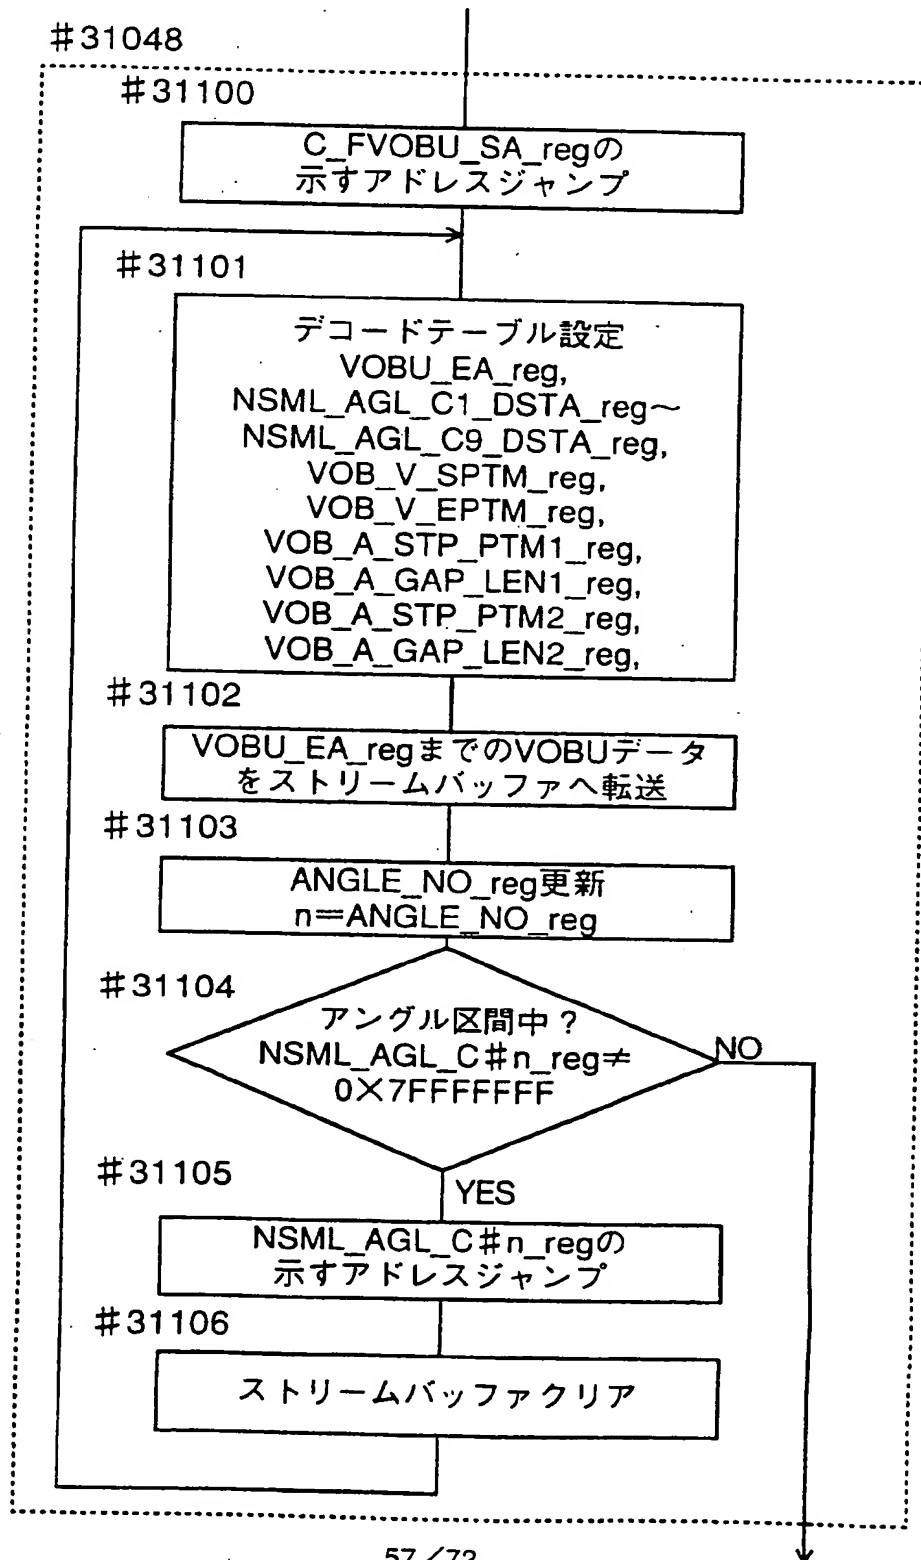 #31048
#31100
C_FVOBU_SA_regの
示すアドレスジャンプ
#31101
デコードテーブル設定
VOBU_EA_reg,
NSML_AGL_C1_DSTA_reg〜
NSML_AGL_C9_DSTA_reg,
VOB_V_SPTM_reg,
VOB_V_EPTM_reg,
VOB_A_STP_PTM1_reg,
VOB_A_GAP_LEN1_reg,
VOB_A_STP_PTM2_reg,
VOB_A_GAP_LEN2_reg,
#31102
VOBU_EA_regまでのVOBUデータ
をストリームバッファへ転送
#31103
ANGLE_NO_reg更新
n=ANGLE_NO_reg
#31104
アングル区間中?
NSML_AGL_C#n_reg≠
0X7FFFFFFF
NO
YES
#31105
NSML_AGL_C#n_regの
示すアドレスジャンプ
#31106
ストリームバッファクリア
57/72